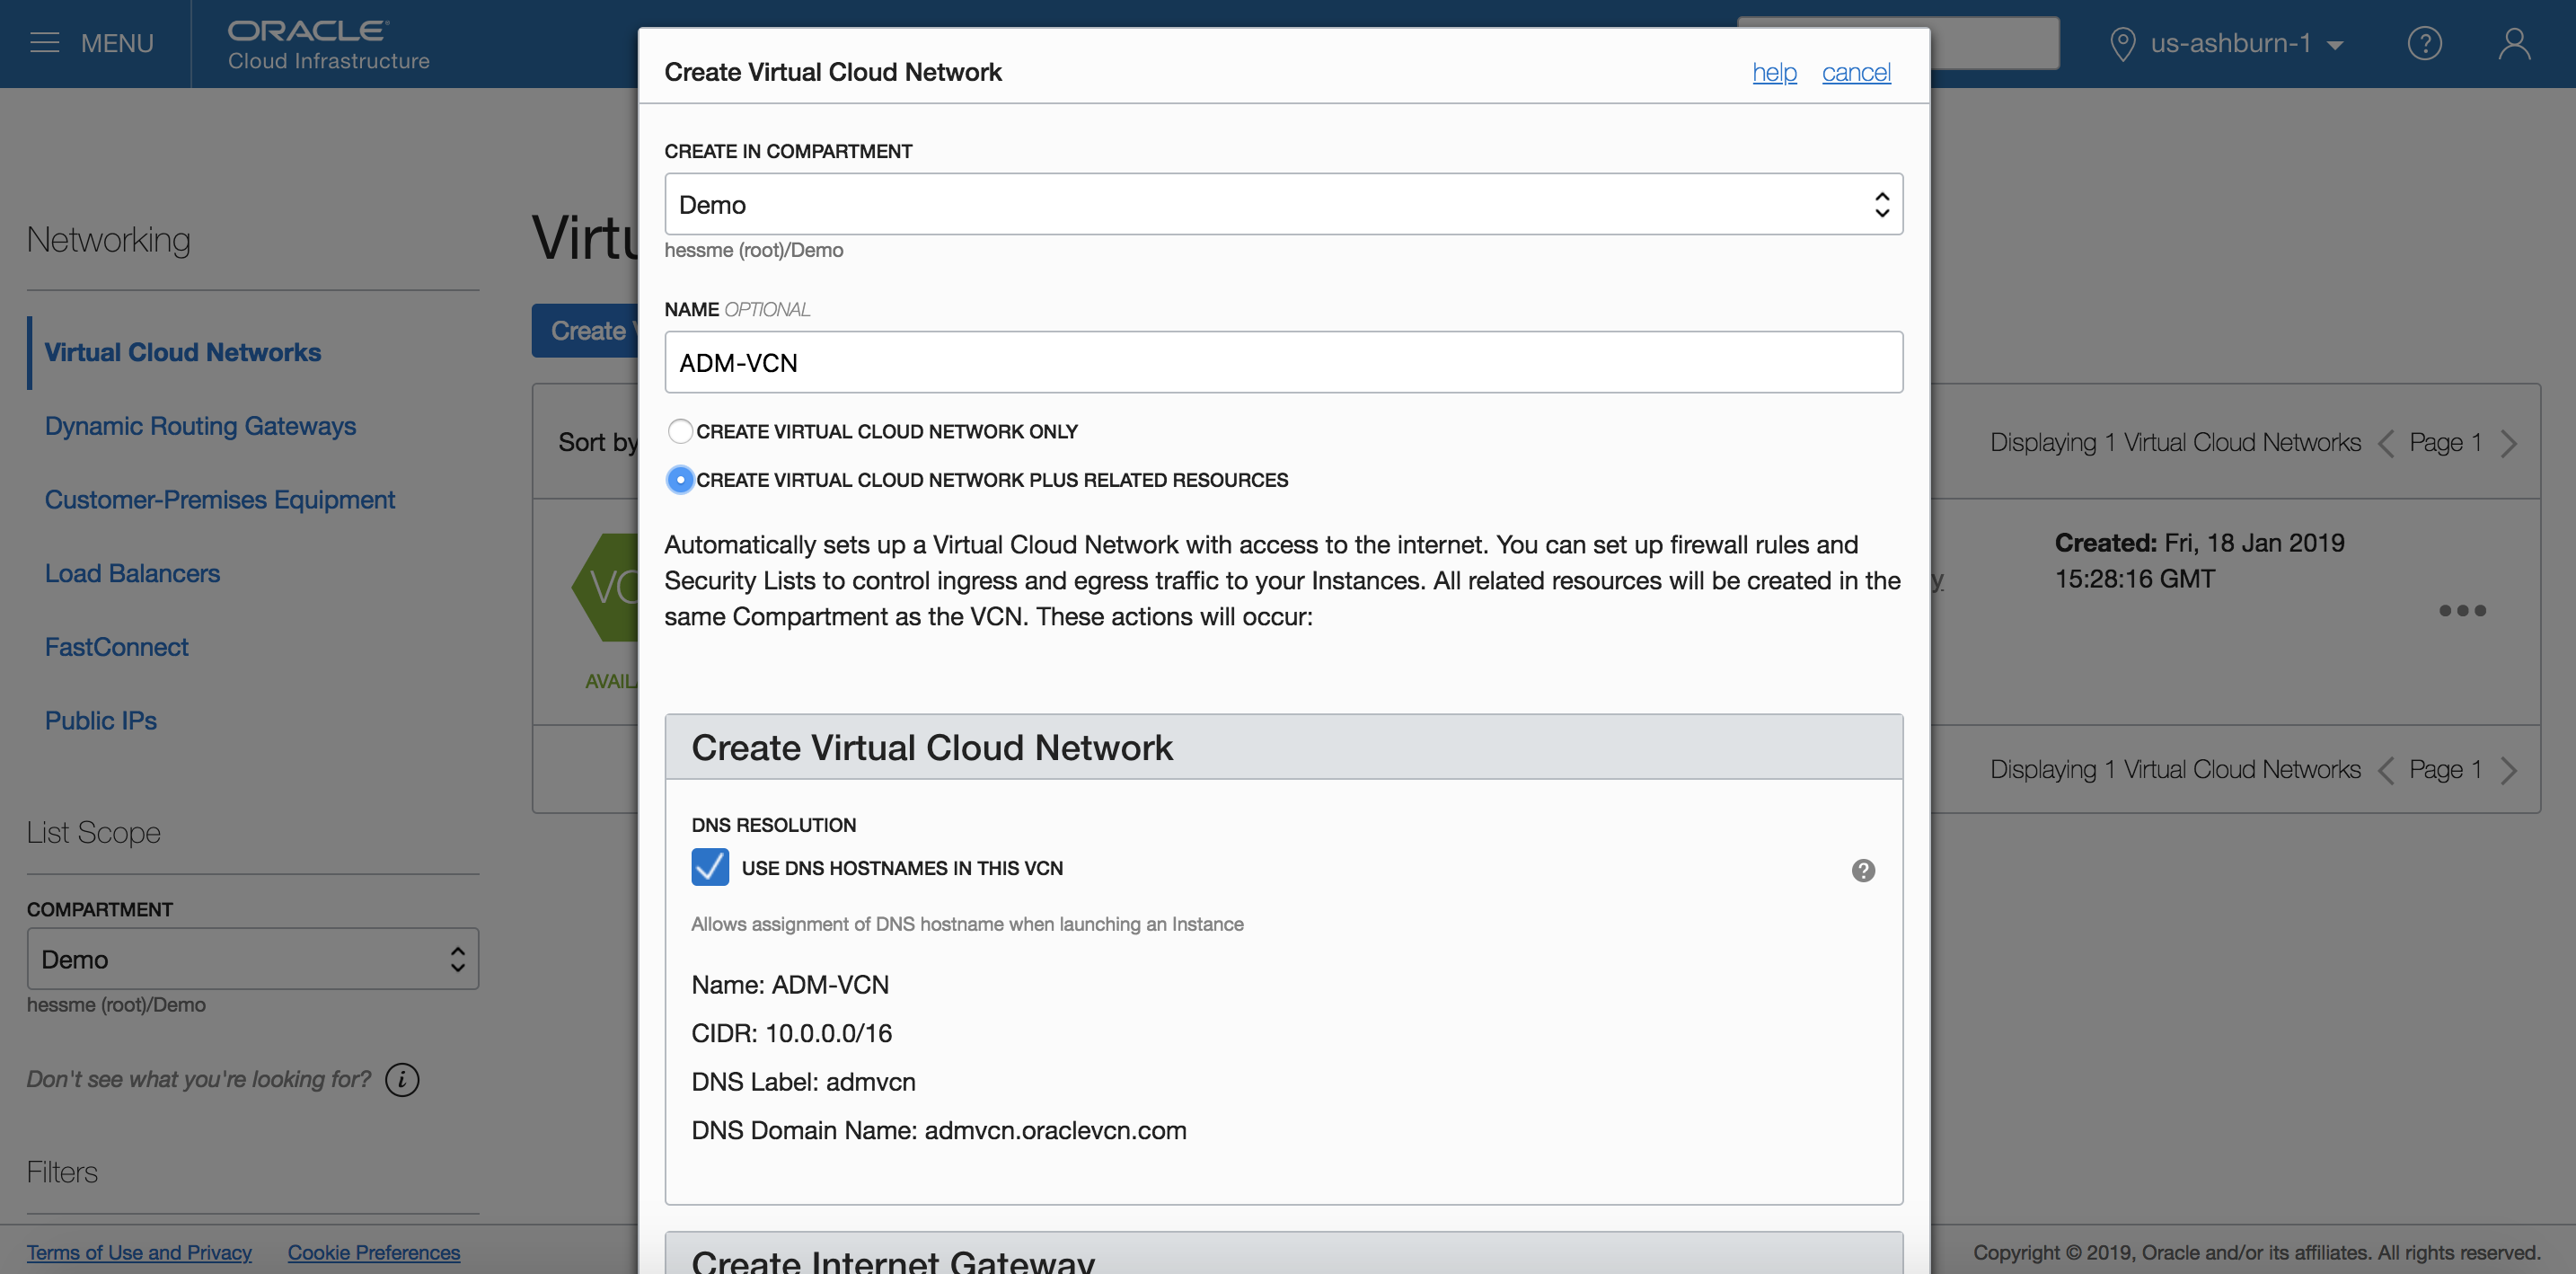 MENU
ORACLE
Cloud Infrastructure
us-ashburn-1
Networking
Virtual Cloud Networks
Dynamic Routing Gateways
Customer-Premises Equipment
Load Balancers
FastConnect
Public IPs
List Scope
COMPARTMENT
Demo
hessme (root)/Demo
Don't see what you're looking for?
Filters
Create
Sort by
Create Virtual Cloud Network
help cancel
CREATE IN COMPARTMENT
Demo
hessme (root)/Demo
NAME OPTIONAL
ADM-VCN
CREATE VIRTUAL CLOUD NETWORK ONLY
CREATE VIRTUAL CLOUD NETWORK PLUS RELATED RESOURCES
Automatically sets up a Virtual Cloud Network with access to the internet. You can set up firewall rules and
Security Lists to control ingress and egress traffic to your Instances. All related resources will be created in the
same Compartment as the VCN. These actions will occur:
Create Virtual Cloud Network
DNS RESOLUTION
USE DNS HOSTNAMES IN THIS VCN
Allows assignment of DNS hostname when launching an Instance
Name: ADM-VCN
CIDR: 10.0.0.0/16
DNS Label: admvcn
DNS Domain Name: admvcn.oraclevcn.com
Create Internet Gateway
Displaying 1 Virtual Cloud Networks Page 1
Created: Fri, 18 Jan 2019
15:28:16 GMT
Displaying 1 Virtual Cloud Networks Page 1
Terms of Use and Privacy Cookie Preferences
Copyright © 2019, Oracle and/or its affiliates. All rights reserved.